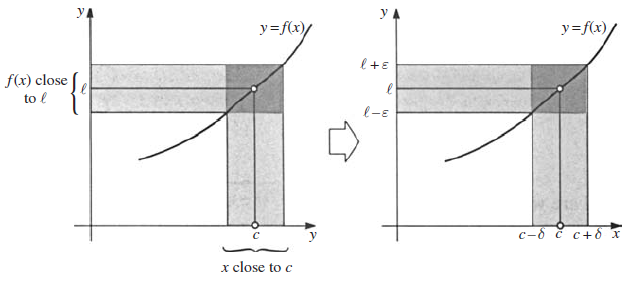 y
y=f(x)
f(x) close
to ℓ
ℓ
c
y
x close to c
y
y=f(x)
ℓ+ε
ℓ
ℓ−ε
c−δ c c+δ x